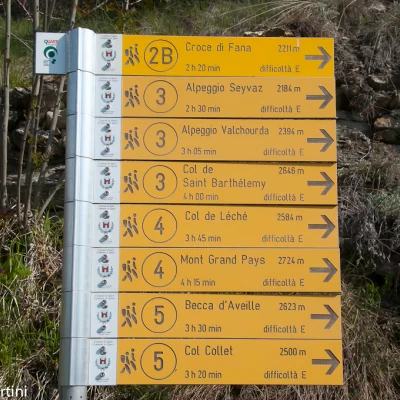 QUART
2B Croce di Fana 2211 m
2 h 20 min difficoltà E
3 Alpeggio Seyvaz 2184 m
2 h 30 min difficoltà E
3 Alpeggio Valchourda 2394 m
3 h 05 min difficoltà E
3 Col de 2646 m
Saint Barthélemy
4 h 00 min difficoltà E
4 Col de Léché 2584 m
3 h 45 min difficoltà E
4 Mont Grand Pays 2724 m
4 h 15 min difficoltà E
5 Becca d'Aveille 2623 m
3 h 30 min difficoltà E
5 Col Collet 2500 m
3 h 20 min difficoltà E
rtini